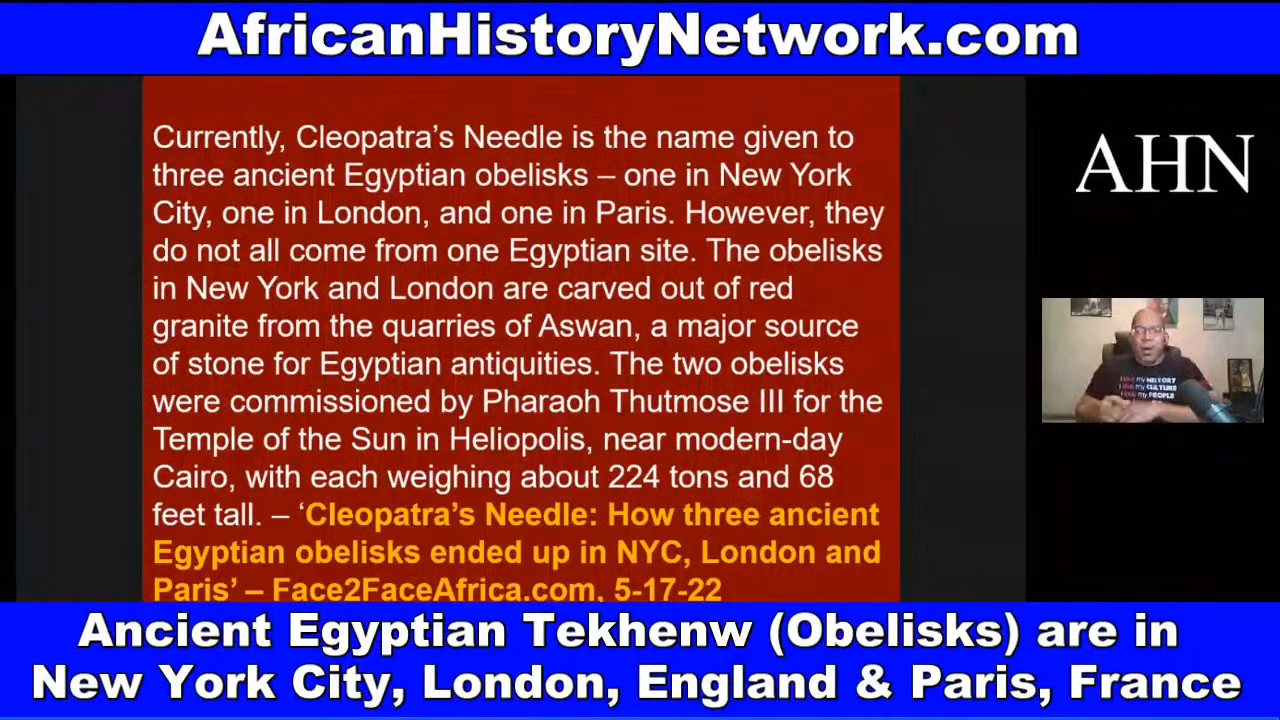 AfricanHistoryNetwork.com
Currently, Cleopatra’s Needle is the name given to
three ancient Egyptian obelisks – one in New York
City, one in London, and one in Paris. However, they
do not all come from one Egyptian site. The obelisks
in New York and London are carved out of red
granite from the quarries of Aswan, a major source
of stone for Egyptian antiquities. The two obelisks
were commissioned by Pharaoh Thutmose III for the
Temple of the Sun in Heliopolis, near modern-day
Cairo, with each weighing about 224 tons and 68
feet tall. – ‘Cleopatra’s Needle: How three ancient
Egyptian obelisks ended up in NYC, London and
Paris’ – Face2FaceAfrica.com, 5-17-22
AHN
my HISTORY
my CULTURE
my PEOPLE
Ancient Egyptian Tekhenw (Obelisks) are in
New York City, London, England & Paris, France